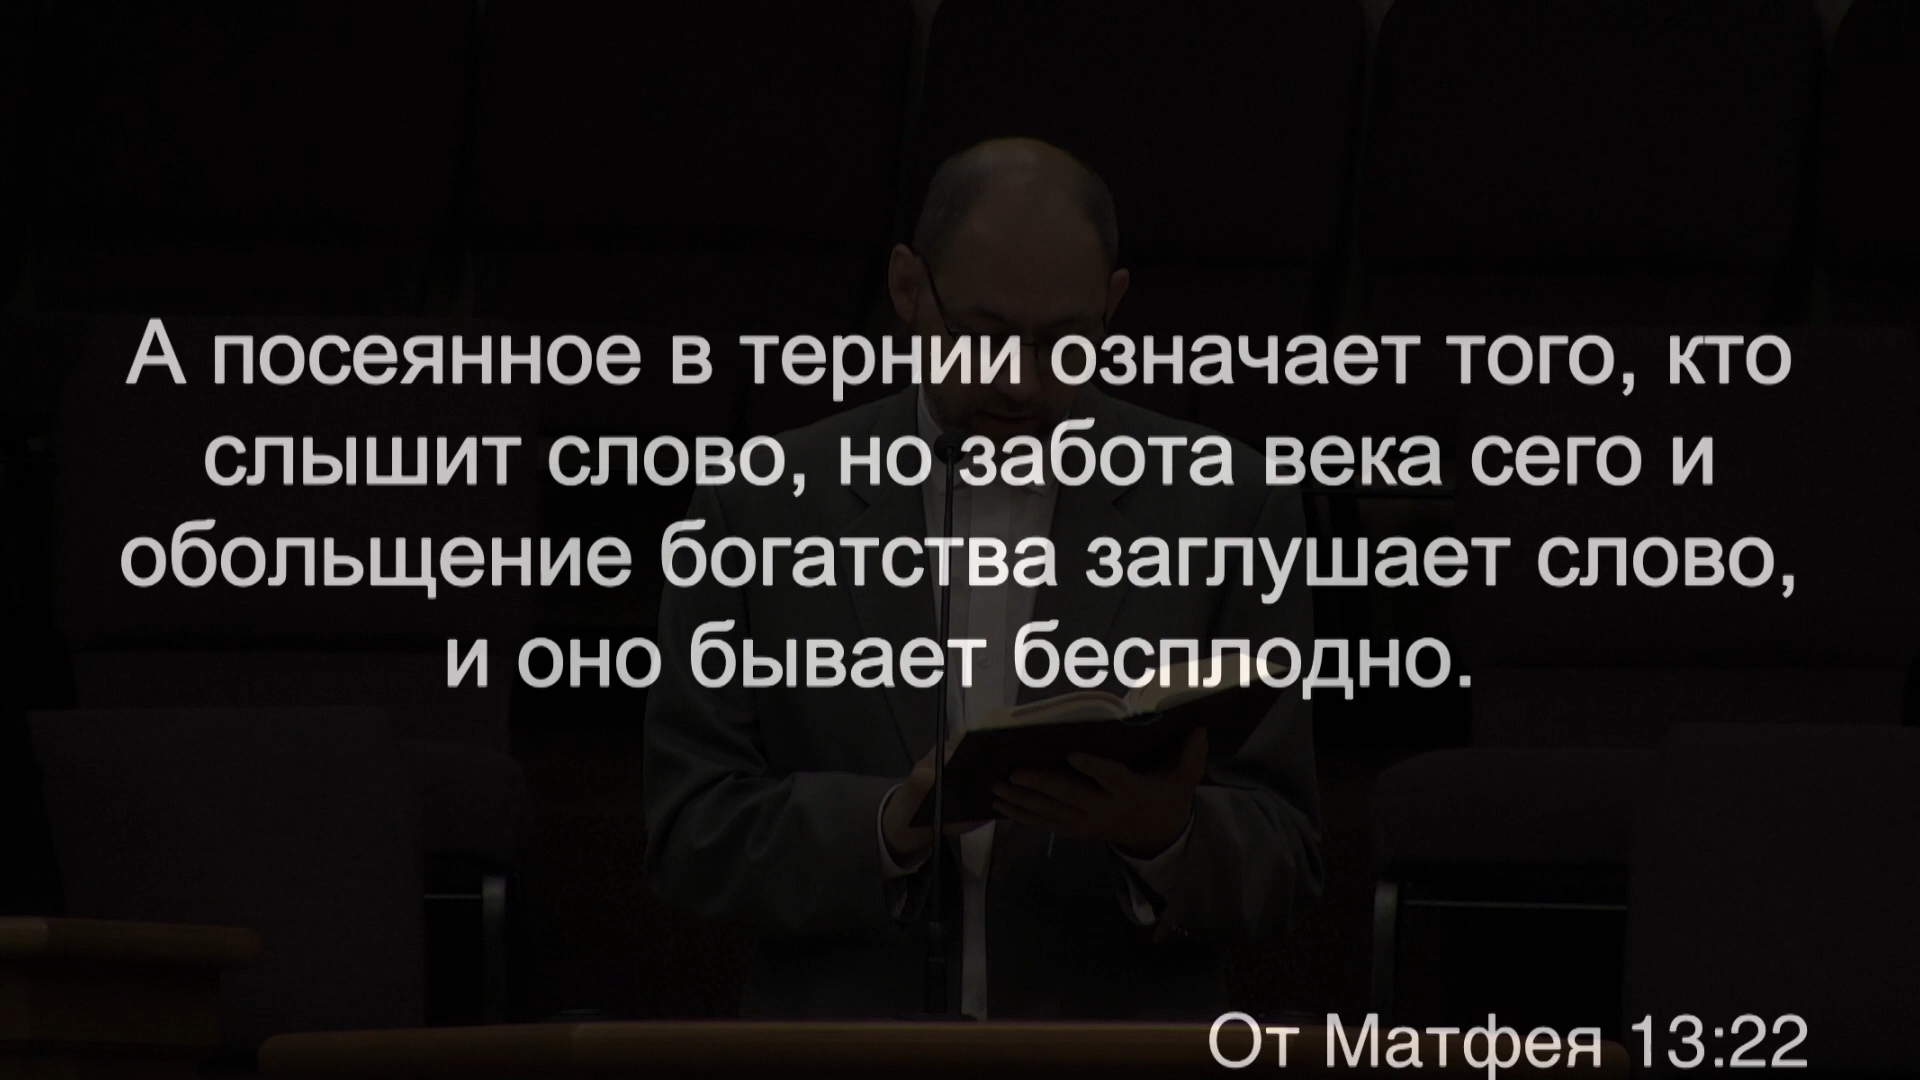 А посеянное в тернии означает того, кто
слышит слово, но забота века сего и
обольщение богатства заглушает слово,
и оно бывает бесплодно.
От Матфея 13:22